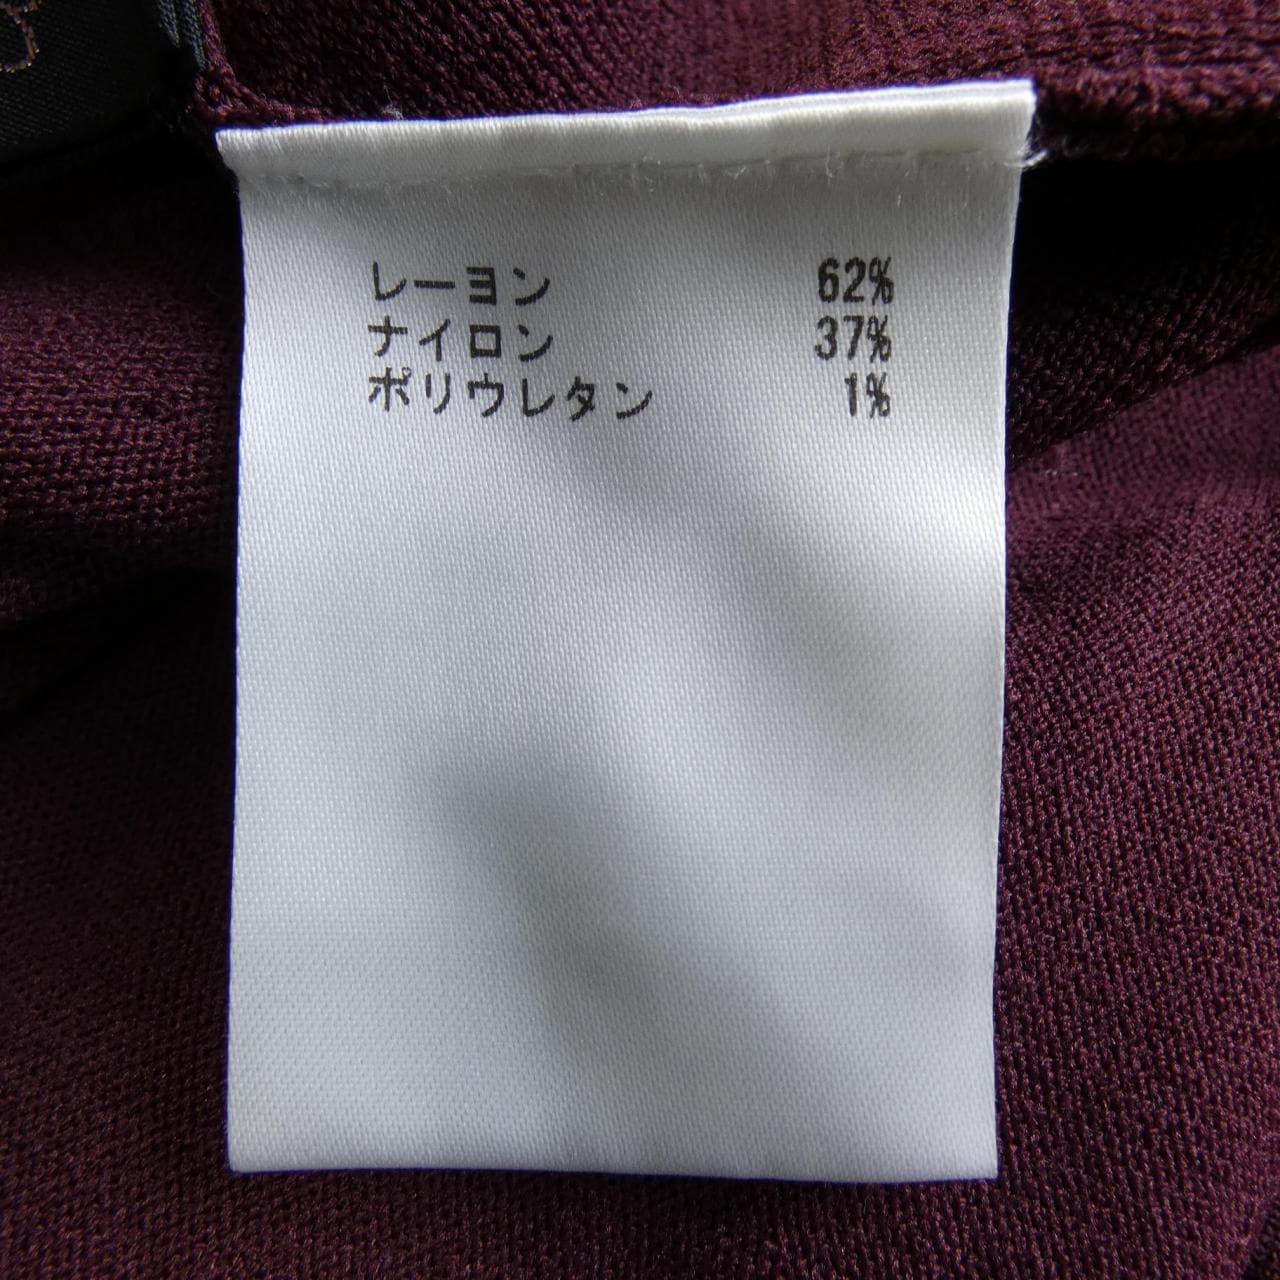 レーヨン 62%
ナイロン 37%
ポリウレタン 1%